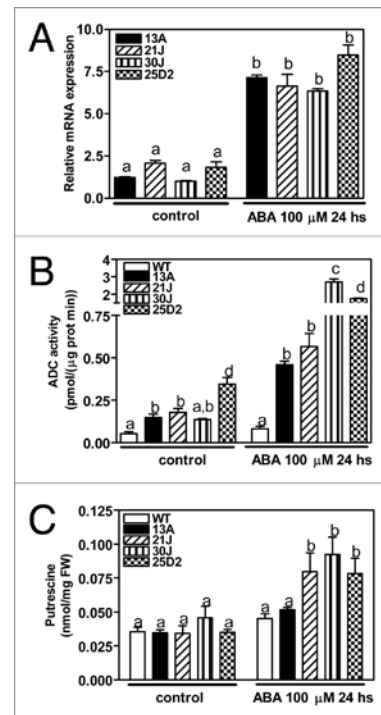 A
13A
21J
30J
25D2
Relative mRNA expression
10.0
7.5
5.0
2.5
0.0
a a a a
b b b b
control
ABA 100 μM 24 hs
B
WT
13A
21J
30J
25D2
ADC activity
(pmol/(μg prot min))
4
3
2
1
0.75
0.50
0.25
0.00
a b b a,b d
a b b c d
control
ABA 100 μM 24 hs
C
WT
13A
21J
30J
25D2
Putrescine
(nmol/mg FW)
0.125
0.100
0.075
0.050
0.025
0.000
a a a a a
a a b b b
control
ABA 100 μM 24 hs